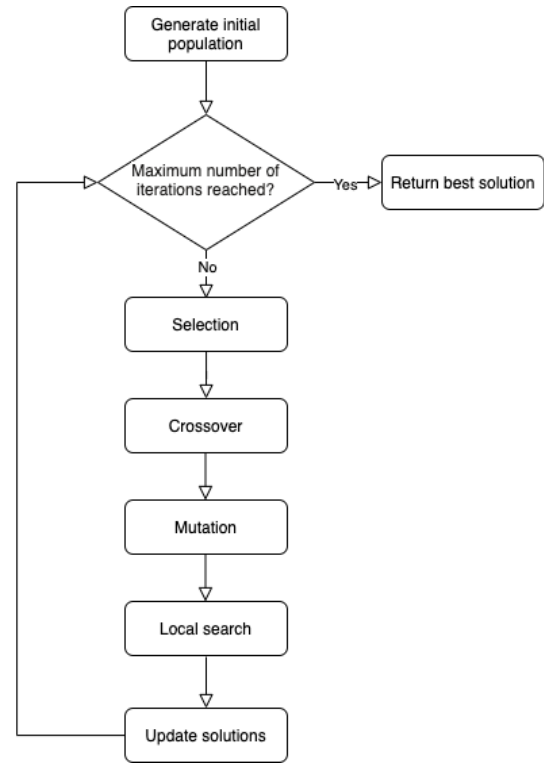 Generate initial
population
Maximum number of
iterations reached?
Yes
Return best solution
No
Selection
Crossover
Mutation
Local search
Update solutions